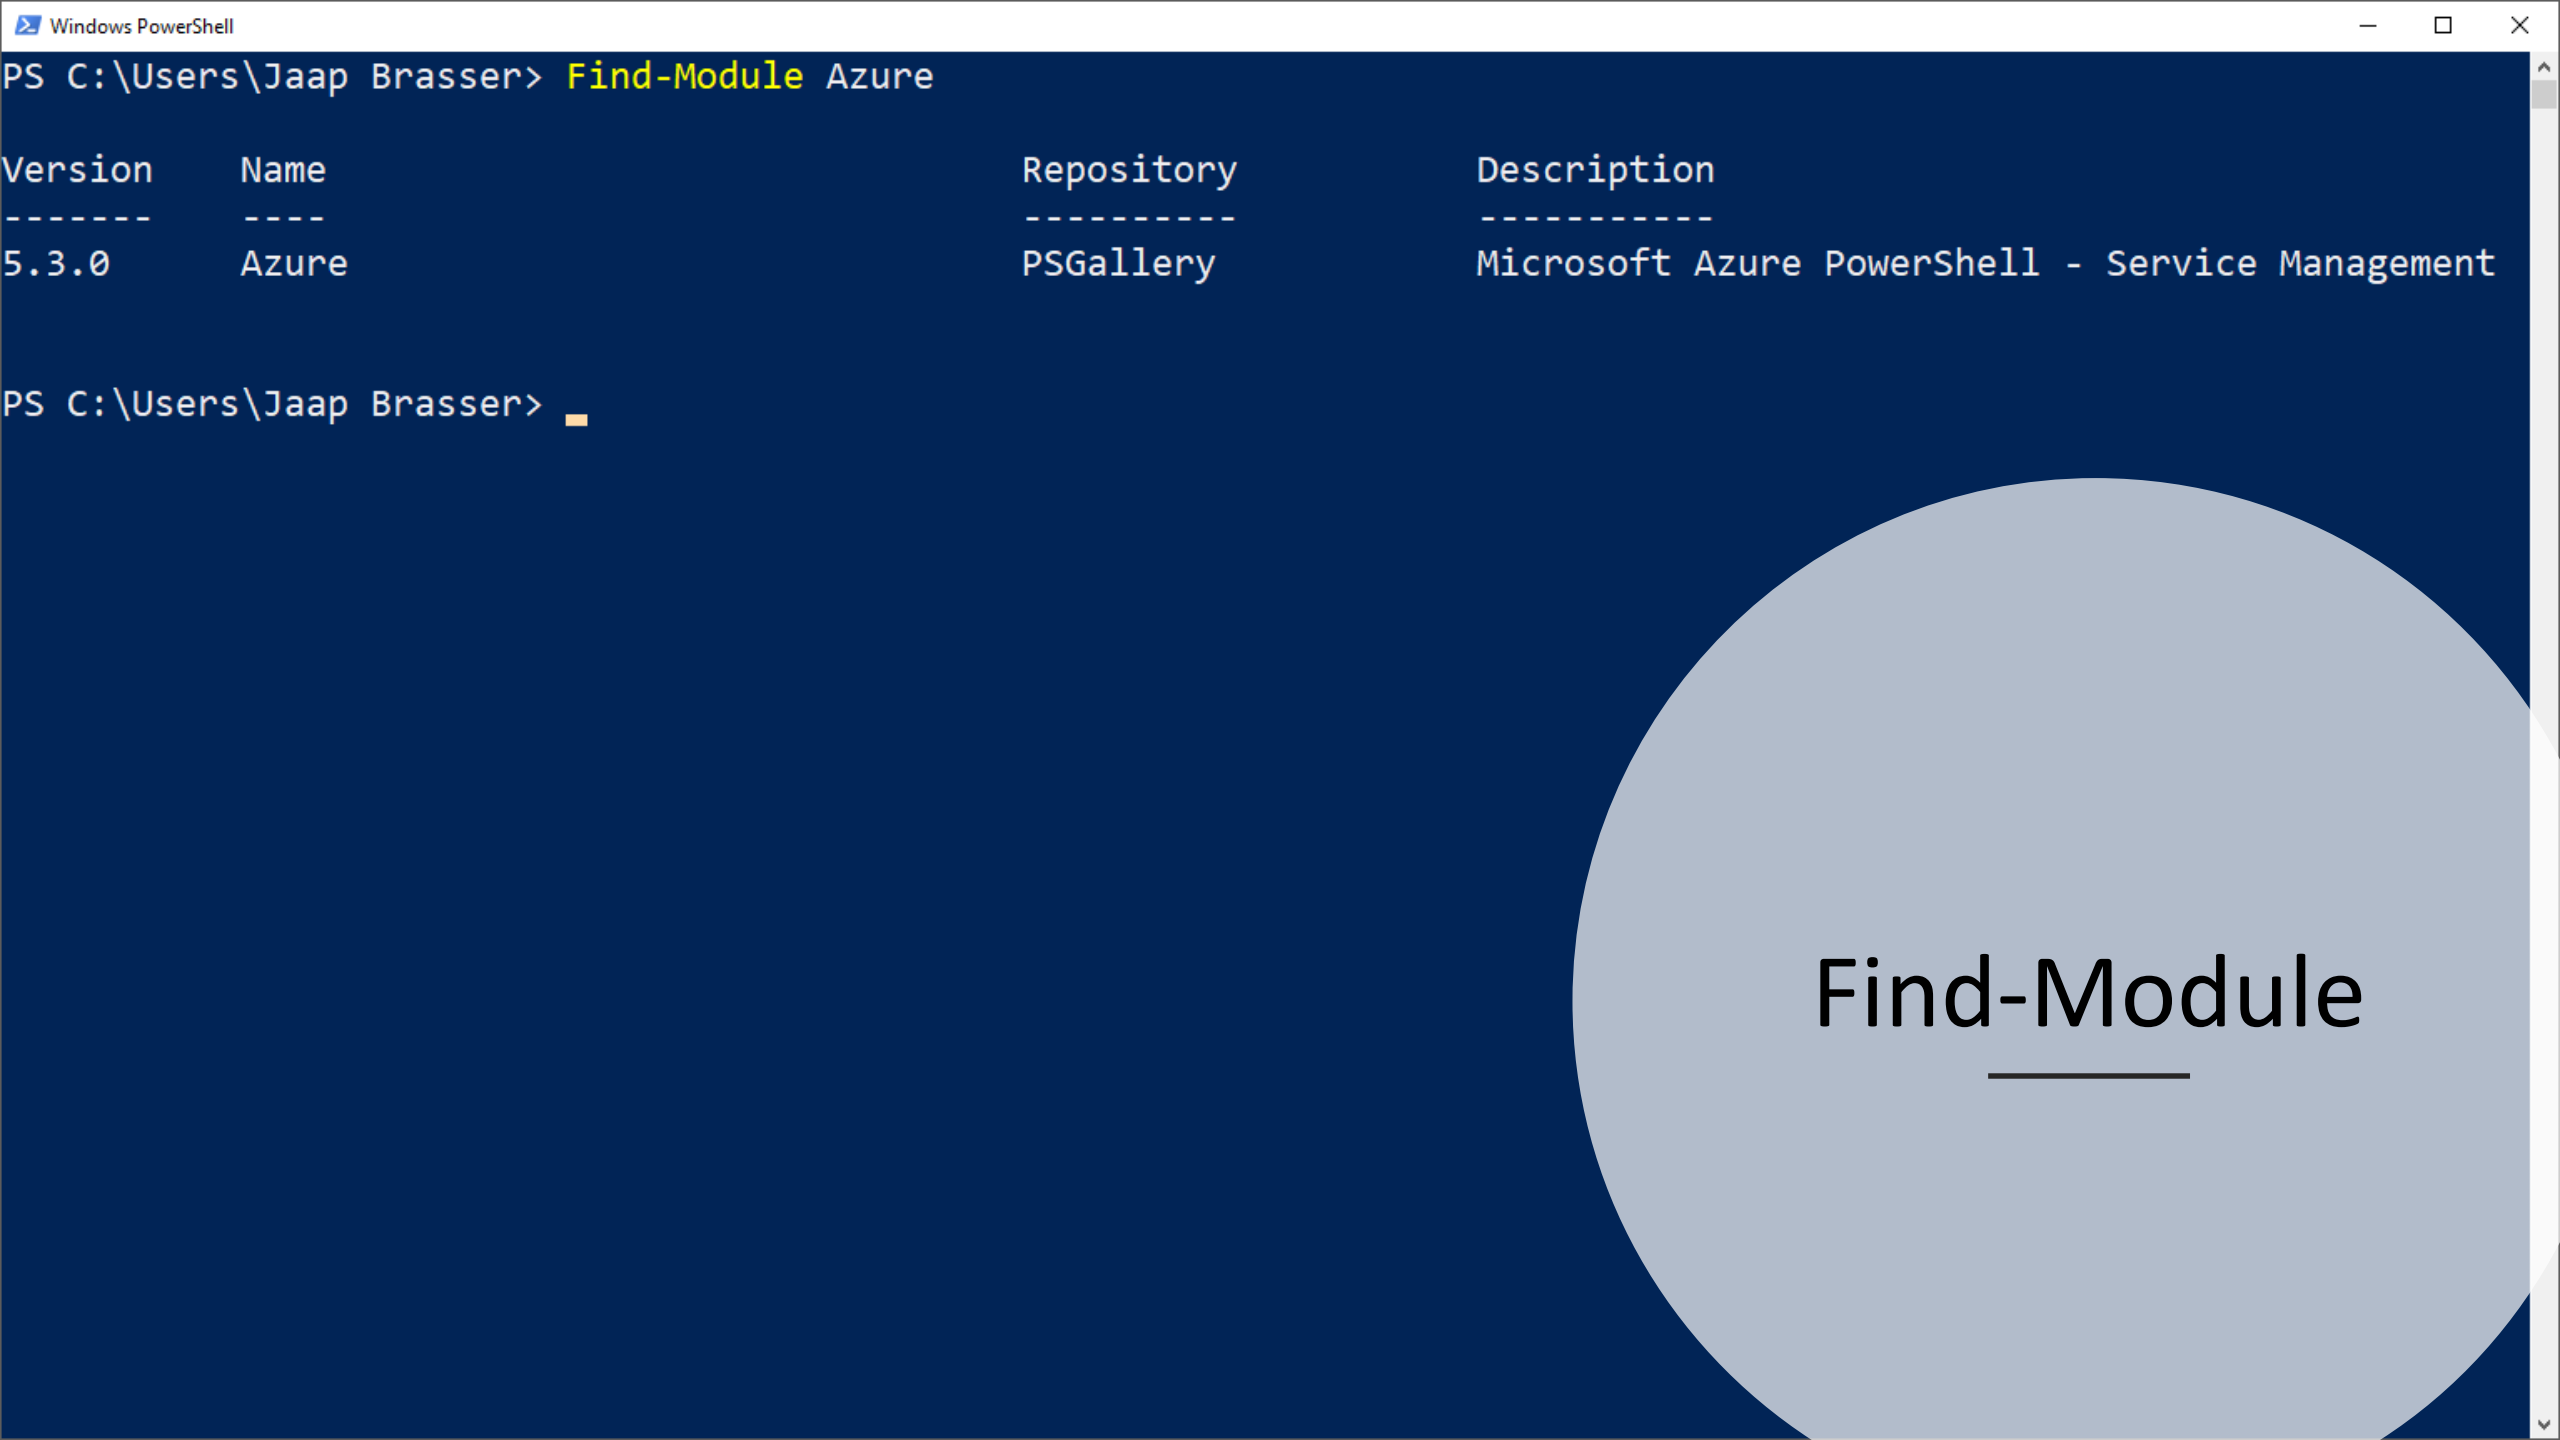 Windows PowerShell
PS C:\Users\Jaap Brasser> Find-Module Azure
Version    Name    Repository    Description
-------    ----    ----------    -----------
5.3.0    Azure    PSGallery    Microsoft Azure PowerShell - Service Management
PS C:\Users\Jaap Brasser>
Find-Module